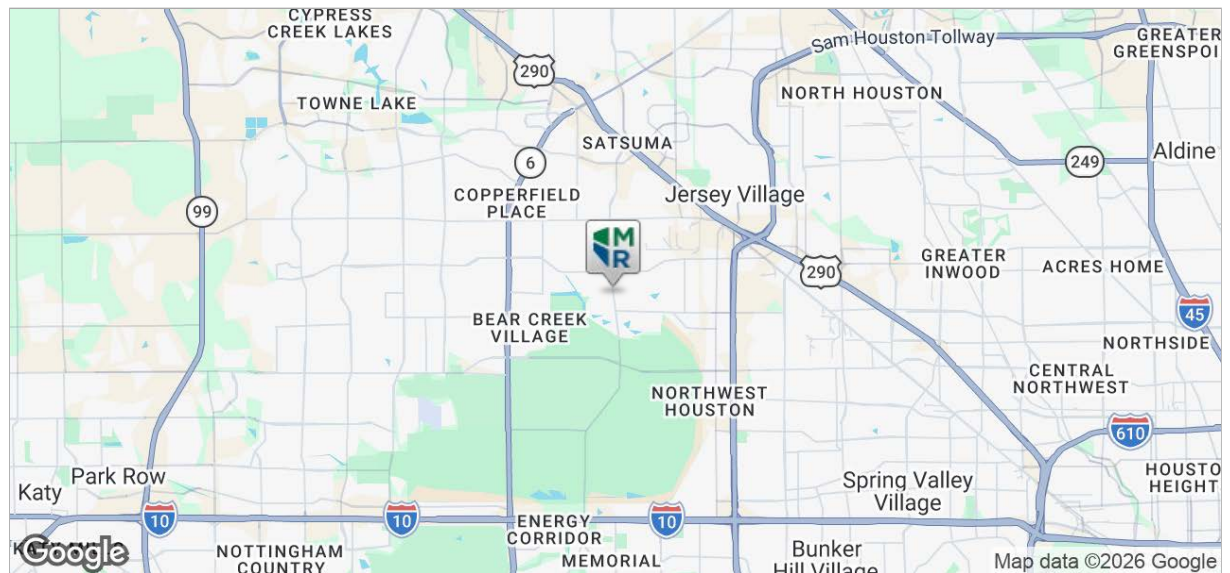 CYPRESS
CREEK LAKES
GREATER
GREENSPOI
Sam Houston Tollway
290
TOWNE LAKE
NORTH HOUSTON
SATSUMA
6
249
Aldine
COPPERFIELD
PLACE
Jersey Village
99
M
R
GREATER
INWOOD
ACRES HOME
290
45
BEAR CREEK
VILLAGE
NORTHSIDE
CENTRAL
NORTHWEST
NORTHWEST
HOUSTON
610
Park Row
Katy
Spring Valley
Village
HOUSTO
HEIGHT
10
10
10
ENERGY
CORRIDOR
Google
NOTTINGHAM
COUNTRY
MEMORIAL
Bunker
Hill Village
Map data ©2026 Google